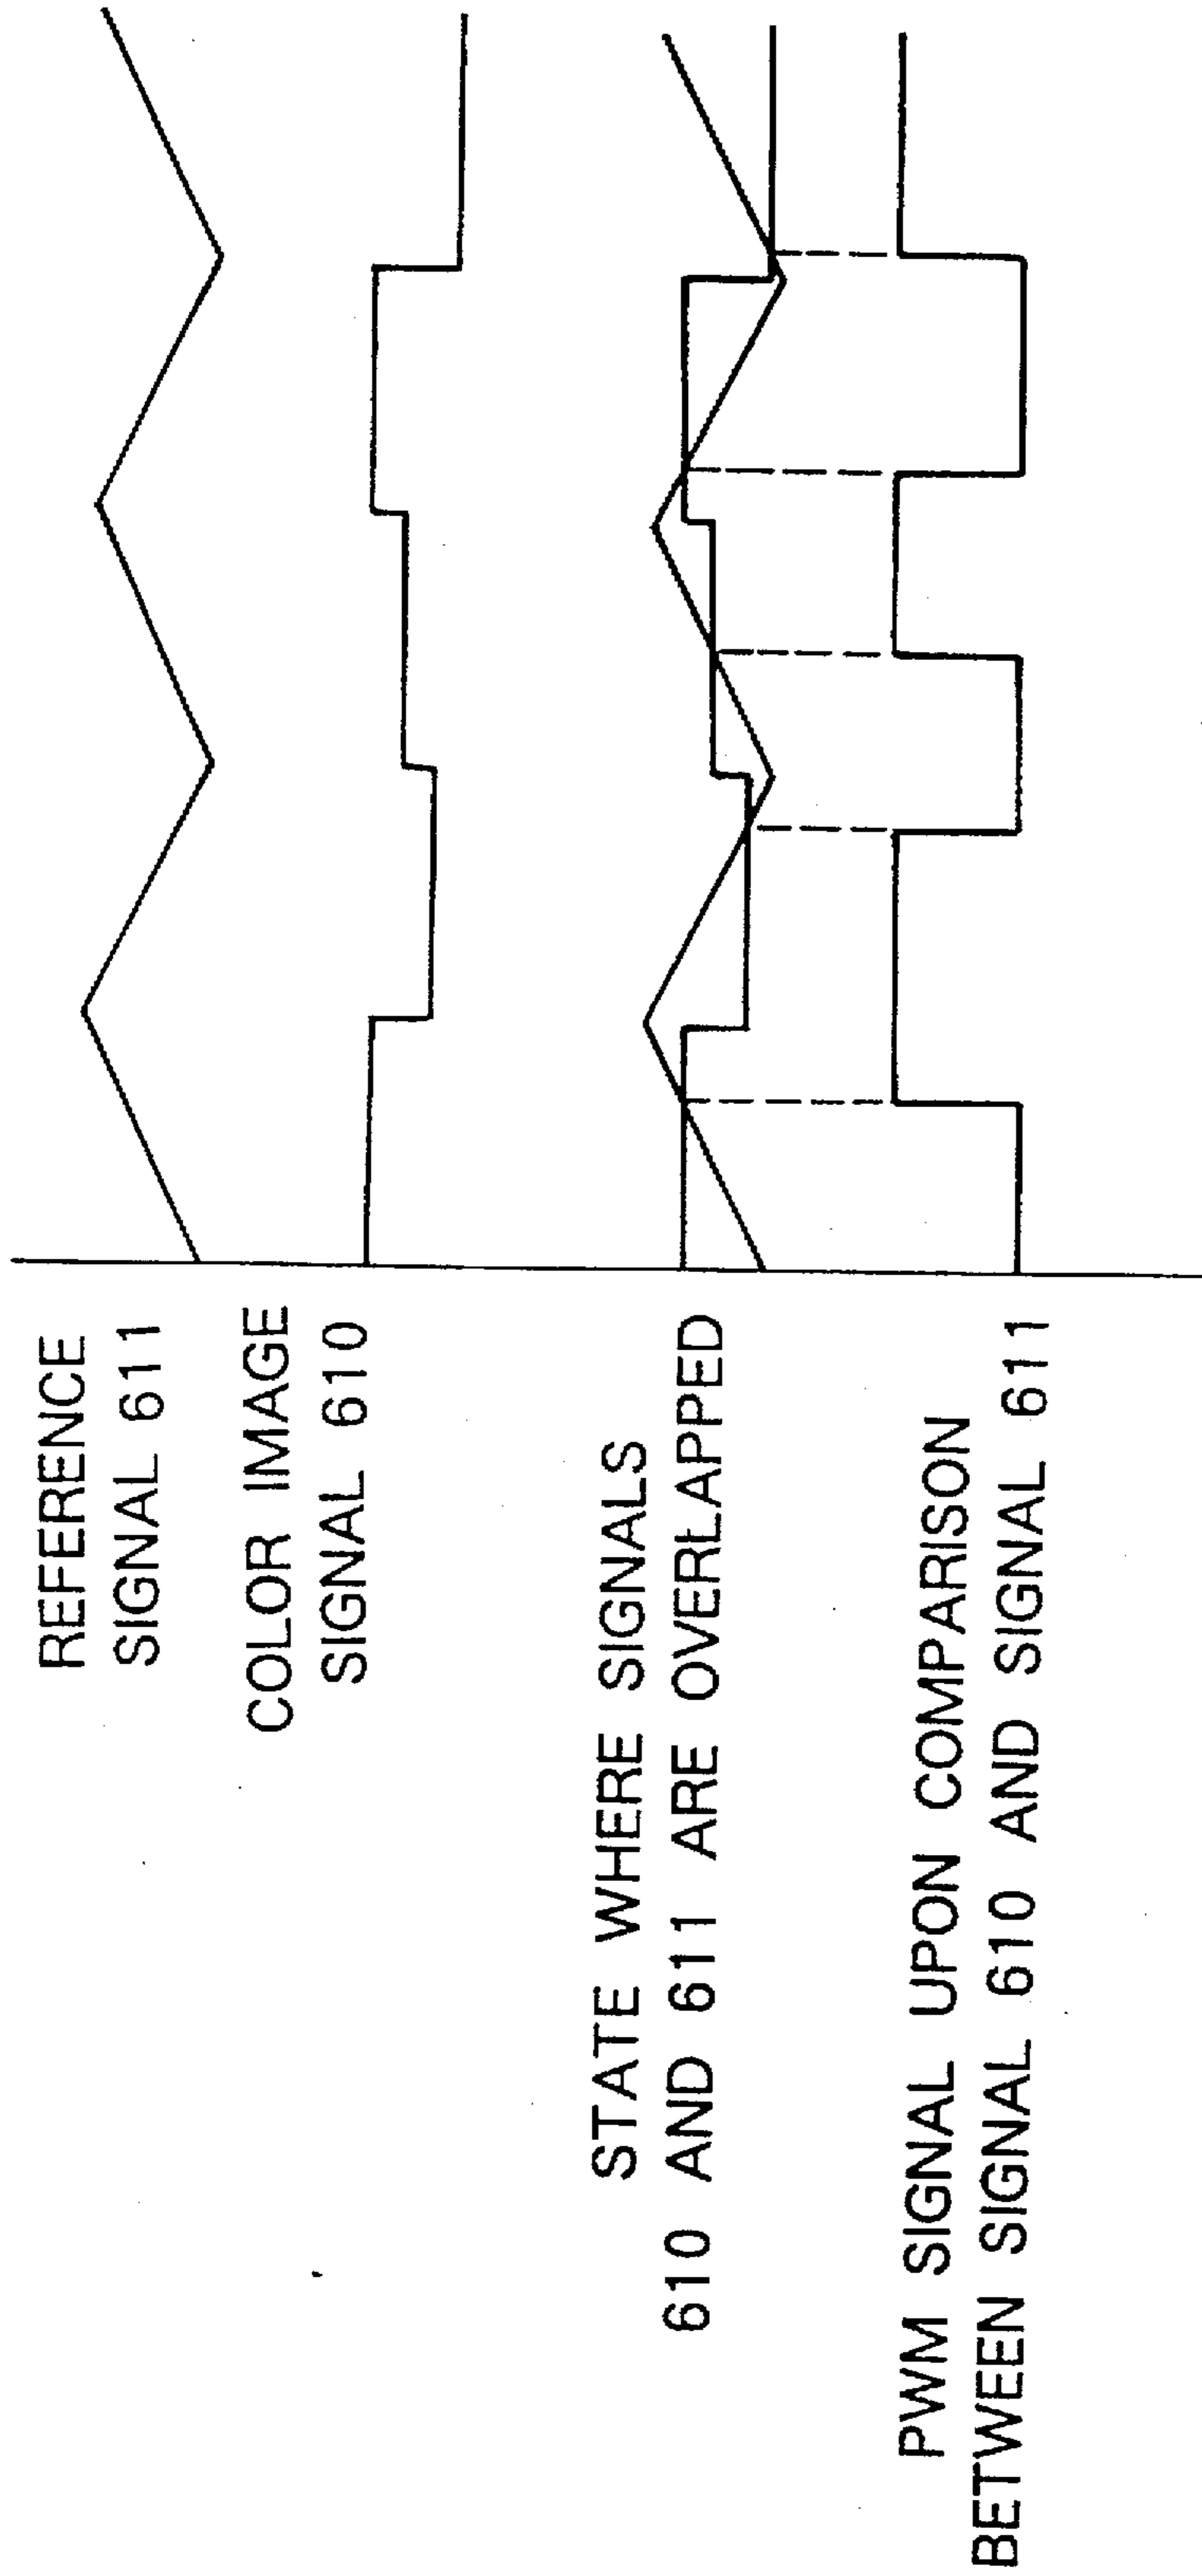 REFERENCE
SIGNAL 611
COLOR IMAGE
SIGNAL 610
STATE WHERE SIGNALS
610 AND 611 ARE OVERLAPPED
PWM SIGNAL UPON COMPARISON
BETWEEN SIGNAL 610 AND SIGNAL 611